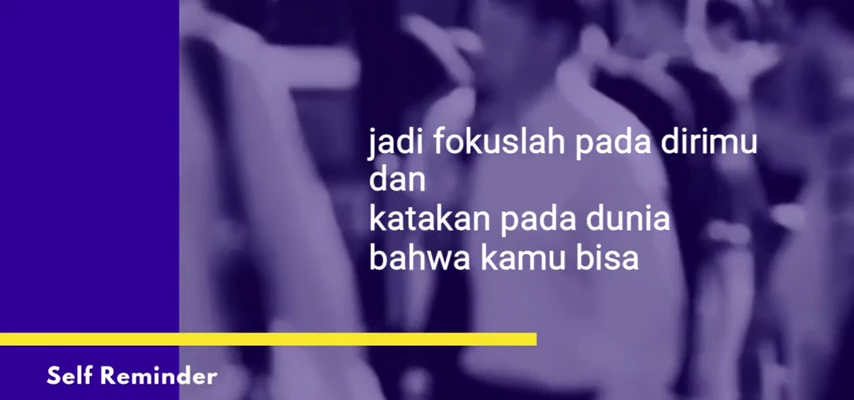 jadi fokuslah pada dirimu
dan
katakan pada dunia
bahwa kamu bisa
Self Reminder